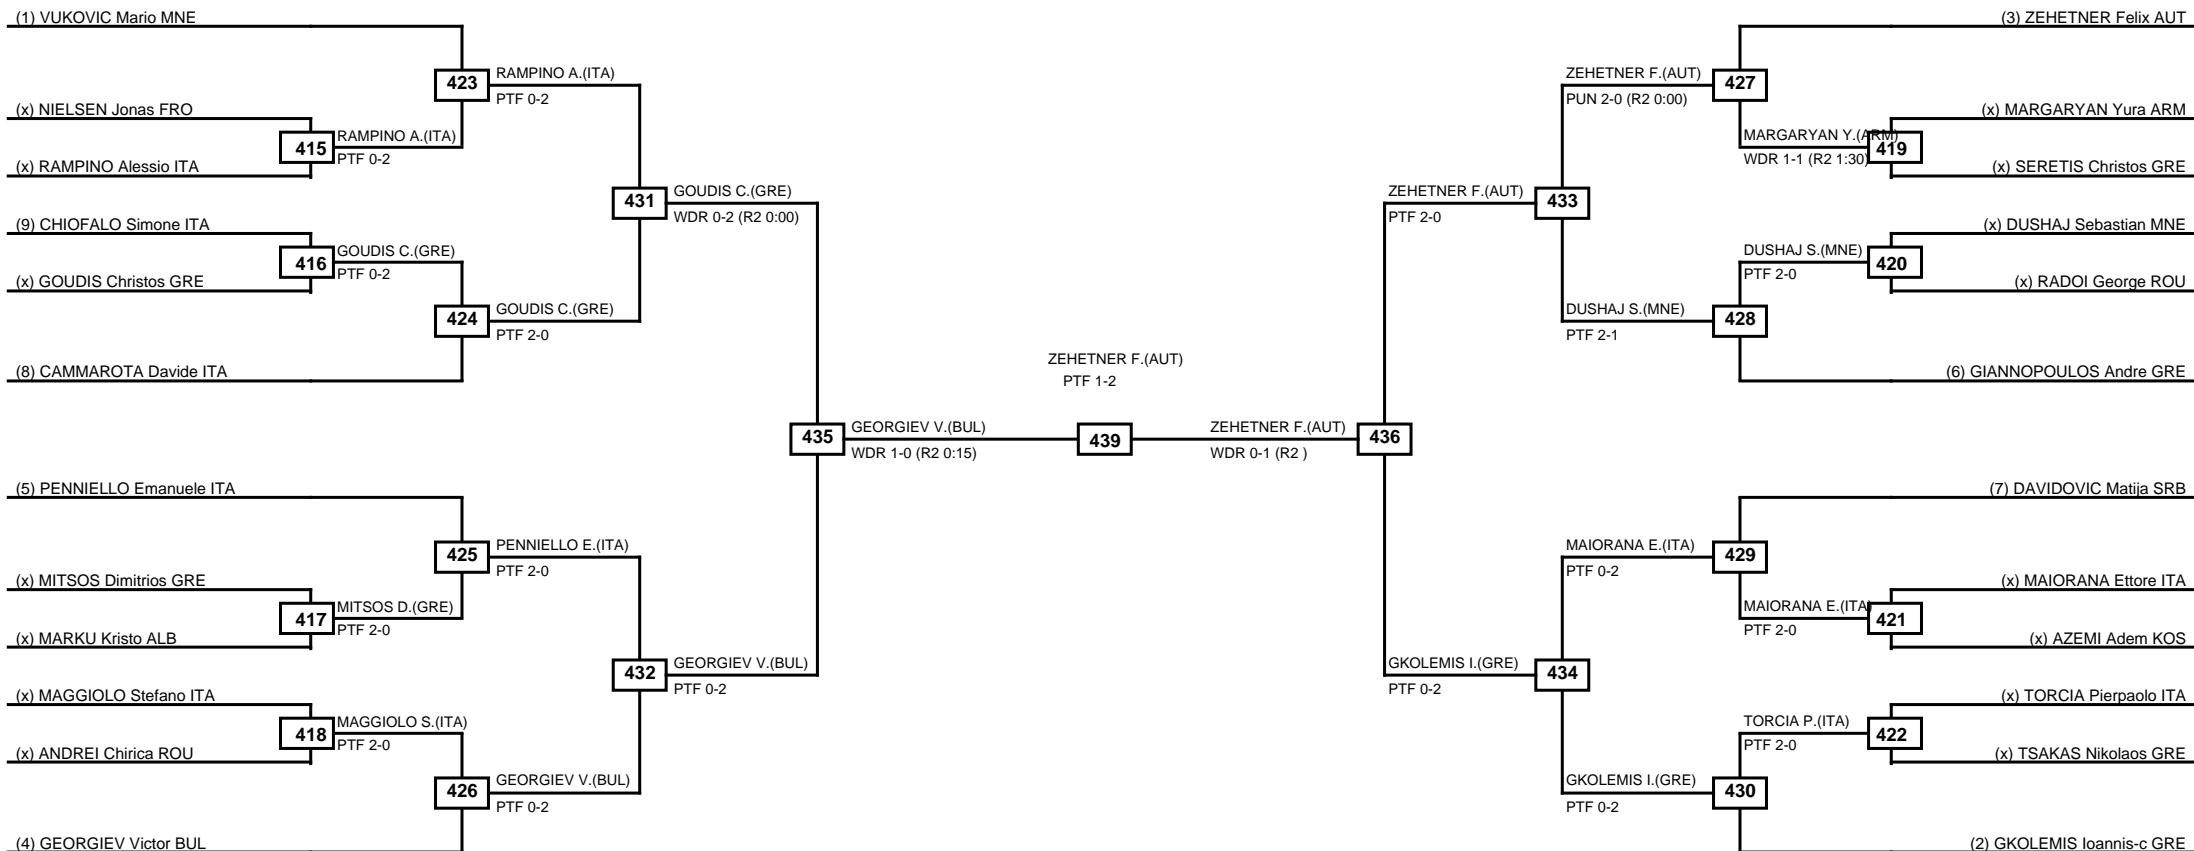 (1) VUKOVIC Mario MNE
423
RAMPINO A.(ITA)
PTF 0-2
(x) NIELSEN Jonas FRO
415
RAMPINO A.(ITA)
PTF 0-2
(x) RAMPINO Alessio ITA
431
GOUDIS C.(GRE)
WDR 0-2 (R2 0:00)
(9) CHIOFALO Simone ITA
416
GOUDIS C.(GRE)
PTF 0-2
(x) GOUDIS Christos GRE
424
GOUDIS C.(GRE)
PTF 2-0
(8) CAMMAROTA Davide ITA
435
GEORGIEV V.(BUL)
WDR 1-0 (R2 0:15)
(5) PENNIELLO Emanuele ITA
425
PENNIELLO E.(ITA)
PTF 2-0
(x) MITSOS Dimitrios GRE
417
MITSOS D.(GRE)
PTF 2-0
(x) MARKU Kristo ALB
432
GEORGIEV V.(BUL)
PTF 0-2
(x) MAGGIOLO Stefano ITA
418
MAGGIOLO S.(ITA)
PTF 2-0
(x) ANDREI Chirica ROU
426
GEORGIEV V.(BUL)
PTF 0-2
(4) GEORGIEV Victor BUL
ZEHETNER F.(AUT)
PTF 1-2
439
(3) ZEHETNER Felix AUT
ZEHETNER F.(AUT)
PUN 2-0 (R2 0:00)
427
(x) MARGARYAN Yura ARM
MARGARYAN Y.(ARM)
WDR 1-1 (R2 1:30)
419
(x) SERETIS Christos GRE
ZEHETNER F.(AUT)
PTF 2-0
433
(x) DUSHAJ Sebastian MNE
DUSHAJ S.(MNE)
PTF 2-0
420
(x) RADOI George ROU
DUSHAJ S.(MNE)
PTF 2-1
428
(6) GIANNOPOULOS Andre GRE
ZEHETNER F.(AUT)
WDR 0-1 (R2 )
436
(7) DAVIDOVIC Matija SRB
MAIORANA E.(ITA)
PTF 0-2
429
(x) MAIORANA Ettore ITA
MAIORANA E.(ITA)
PTF 2-0
421
(x) AZEMI Adem KOS
GKOLEMIS I.(GRE)
PTF 0-2
434
(x) TORCIA Pierpaolo ITA
TORCIA P.(ITA)
PTF 2-0
422
(x) TSAKAS Nikolaos GRE
GKOLEMIS I.(GRE)
PTF 0-2
430
(2) GKOLEMIS Ioannis-c GRE